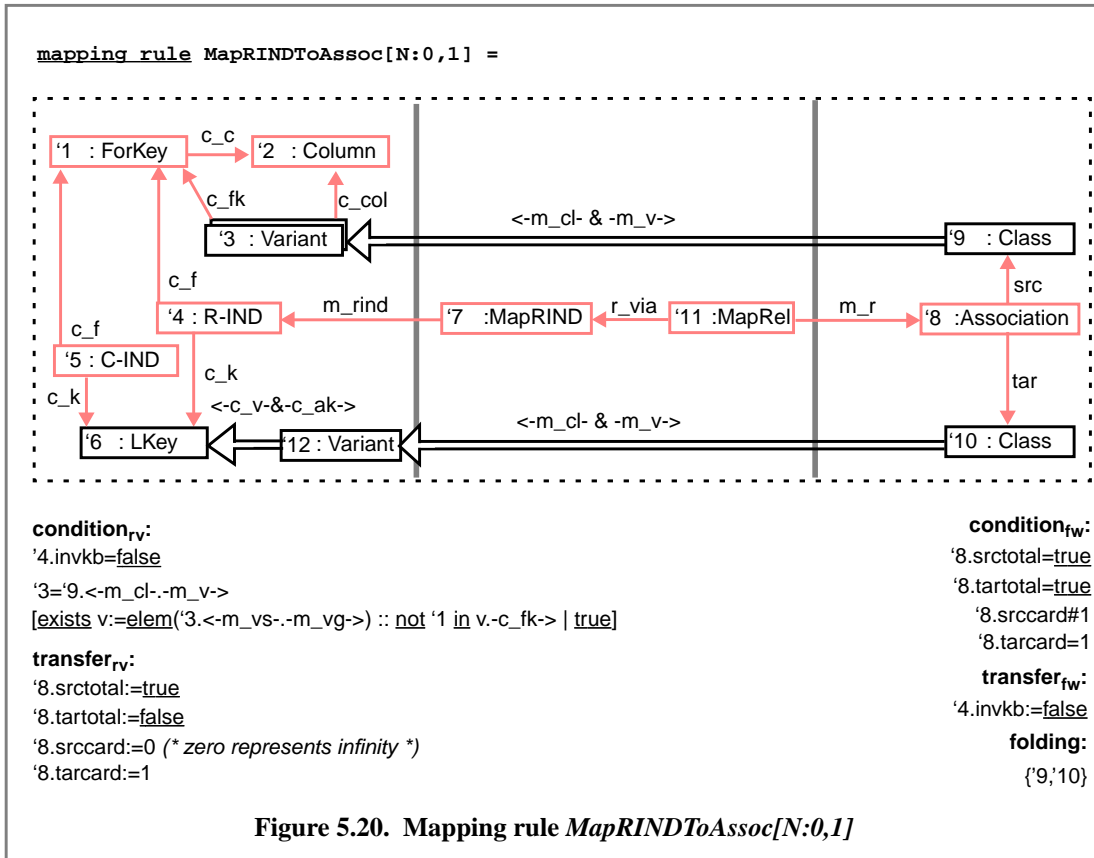 mapping rule MapRINDToAssoc[N:0,1] =
‘1 : ForKey
c_c
‘2 : Column
c_fk
c_col
‘3 : Variant
<-m_cl- & -m_v->
‘9 : Class
src
c_f
‘4 : R-IND
m_rind
‘7 :MapRIND
r_via
‘11 :MapRel
m_r
‘8 :Association
c_f
‘5 : C-IND
c_k
c_k
tar
<-c_v-&-c_ak->
<-m_cl- & -m_v->
‘6 : LKey
‘12 : Variant
‘10 : Class
conditionrv:
‘4.invkb=false
‘3=‘9.<-m_cl-.-m_v->
[exists v:=elem(‘3.<-m_vs-.-m_vg->) :: not ‘1 in v.-c_fk-> | true]
transferrv:
‘8.srctotal:=true
‘8.tartotal:=false
‘8.srccard:=0 (* zero represents infinity *)
‘8.tarcard:=1
conditionfw:
‘8.srctotal=true
‘8.tartotal=true
‘8.srccard#1
‘8.tarcard=1
transferfw:
‘4.invkb:=false
folding:
{’9,’10}
Figure 5.20. Mapping rule MapRINDToAssoc[N:0,1]